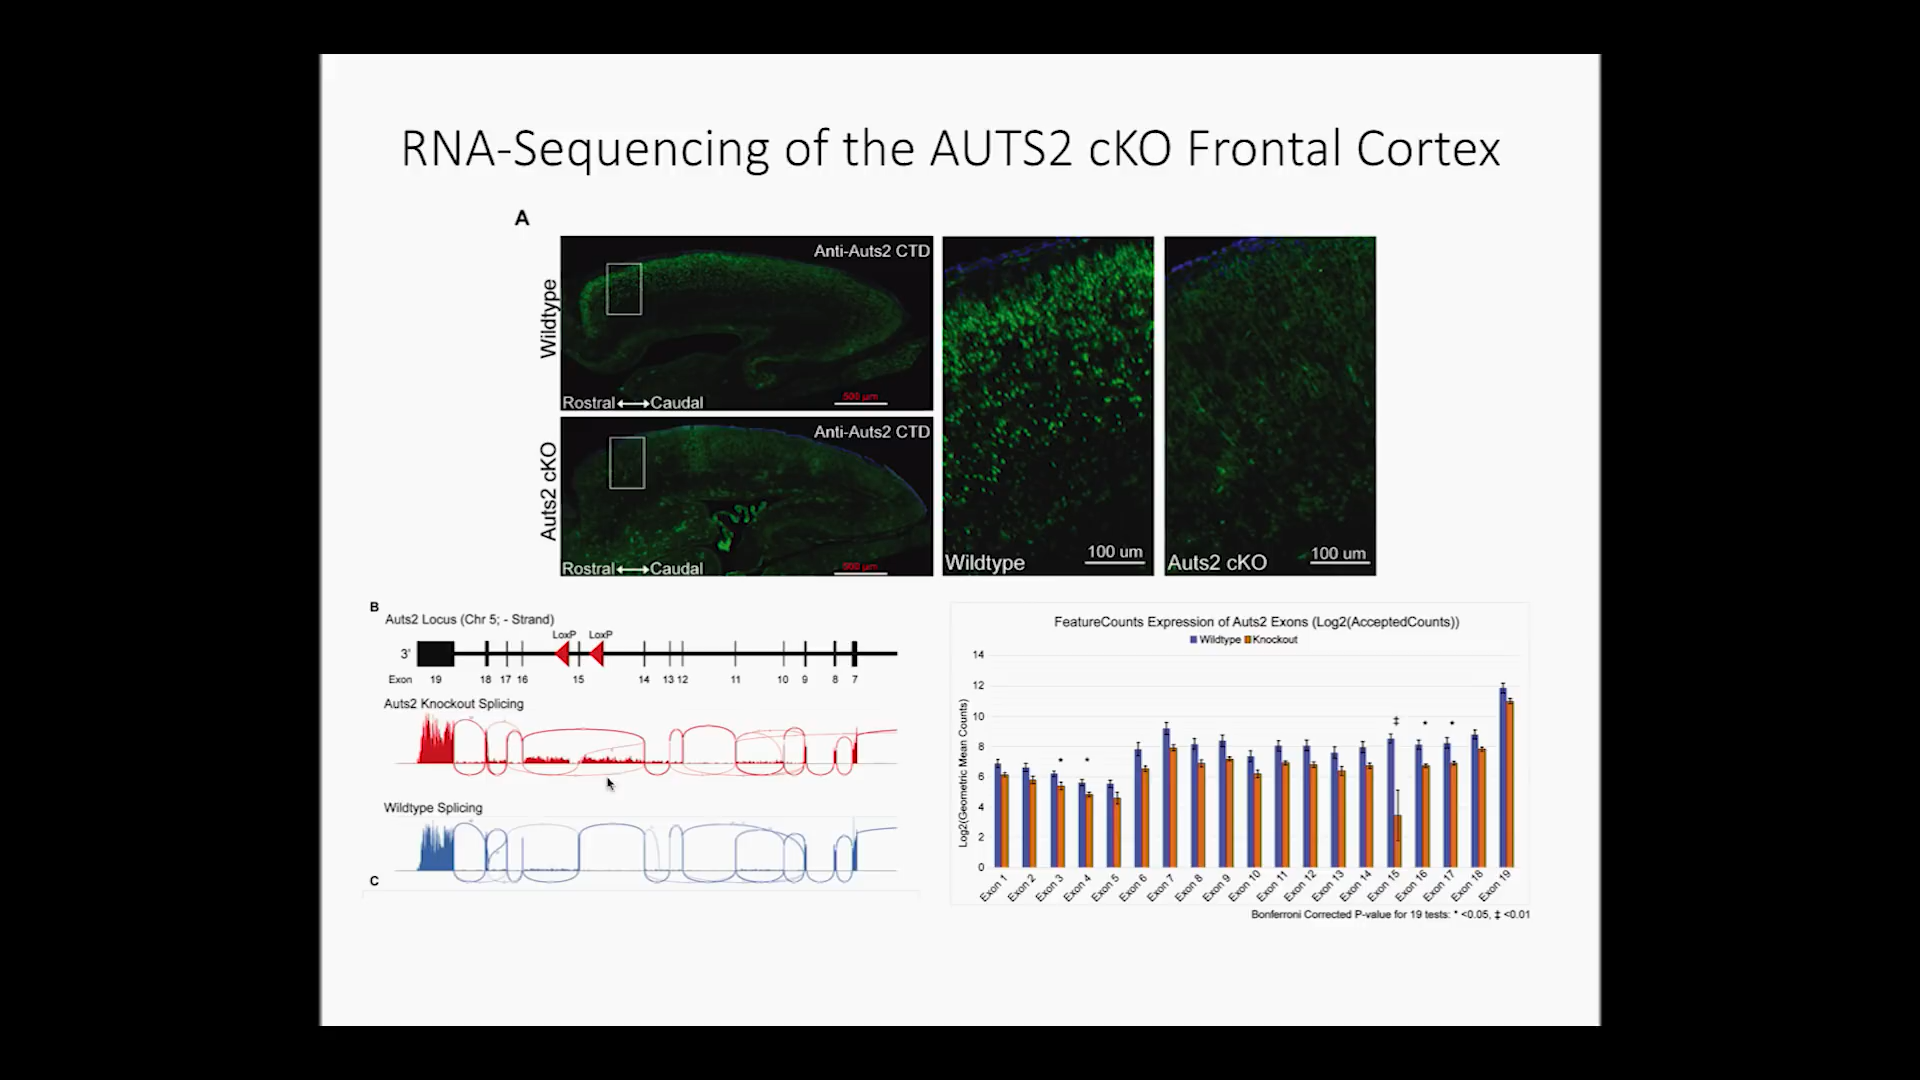 RNA-Sequencing of the AUTS2 cKO Frontal Cortex
A
Wildtype
Anti-Auts2 CTD
Rostral Caudal
500 µm
Auts2 cKO
Anti-Auts2 CTD
Rostral Caudal
500 µm
Wildtype
100 um
Auts2 cKO
100 um
B
Auts2 Locus (Chr 5; - Strand)
LoxP LoxP
3'
Exon 19 18 17 16 15 14 13 12 11 10 9 8 7
Auts2 Knockout Splicing
Wildtype Splicing
C
FeatureCounts Expression of Auts2 Exons (Log2(AcceptedCounts))
Wildtype Knockout
Log2(Geometric Mean Counts)
14
12
10
8
6
4
2
0
* * ‡ * *
Exon 1 Exon 2 Exon 3 Exon 4 Exon 5 Exon 6 Exon 7 Exon 8 Exon 9 Exon 10 Exon 11 Exon 12 Exon 13 Exon 14 Exon 15 Exon 16 Exon 17 Exon 18 Exon 19
Bonferroni Corrected P-value for 19 tests: * <0.05, ‡ <0.01